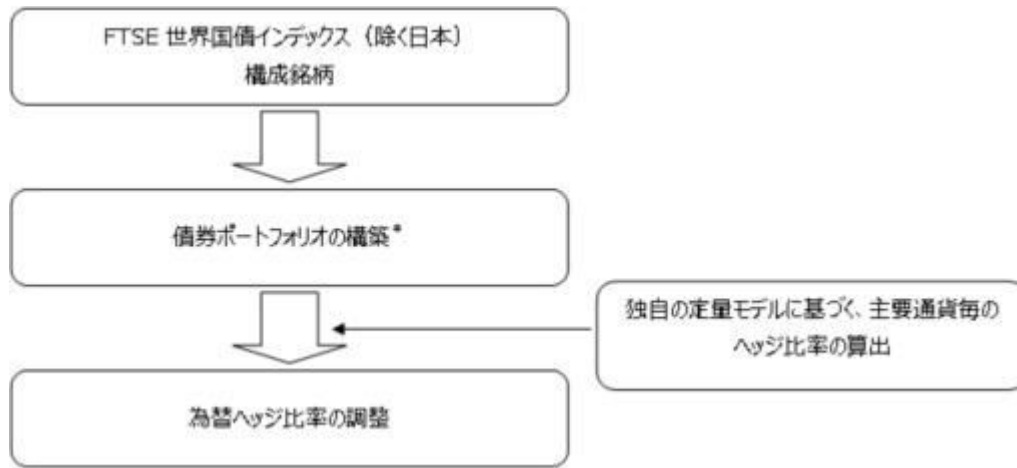 FTSE 世界国債インデックス（除く日本）
構成銘柄
債券ポートフォリオの構築*
独自の定量モデルに基づく、主要通貨毎の
ヘッジ比率の算出
為替ヘッジ比率の調整